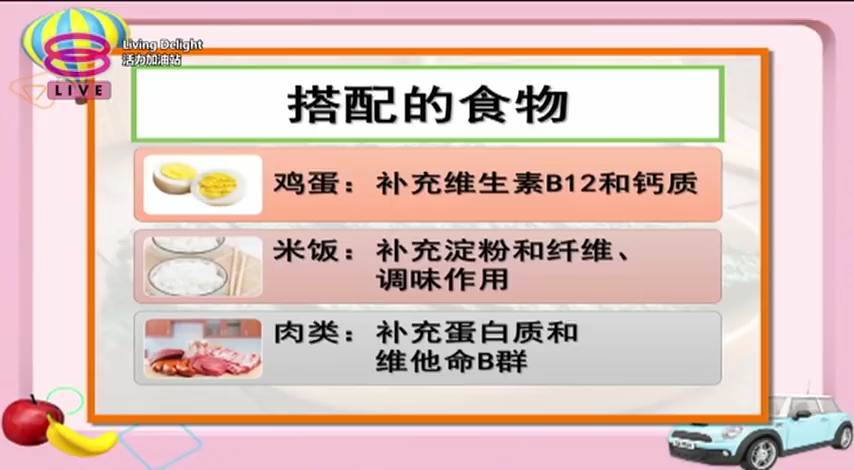 Living Delight
活力加油站
LIVE
搭配的食物
鸡蛋：补充维生素B12和钙质
米饭：补充淀粉和纤维、
调味作用
肉类：补充蛋白质和
维他命B群